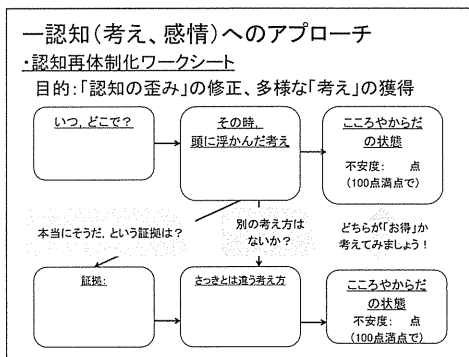 一認知(考え、感情)へのアプローチ
・認知再体制化ワークシート
目的:「認知の歪み」の修正、多様な「考え」の獲得
いつ, どこで?
その時,
頭に浮かんだ考え
こころやからだ
の状態
不安度: 点
(100点満点で)
本当にそうだ, という証拠は?
別の考え方は
ないか?
どちらが「お得」か
考えてみましょう!
証拠:
さっきとは違う考え方
こころやからだ
の状態
不安度: 点
(100点満点で)